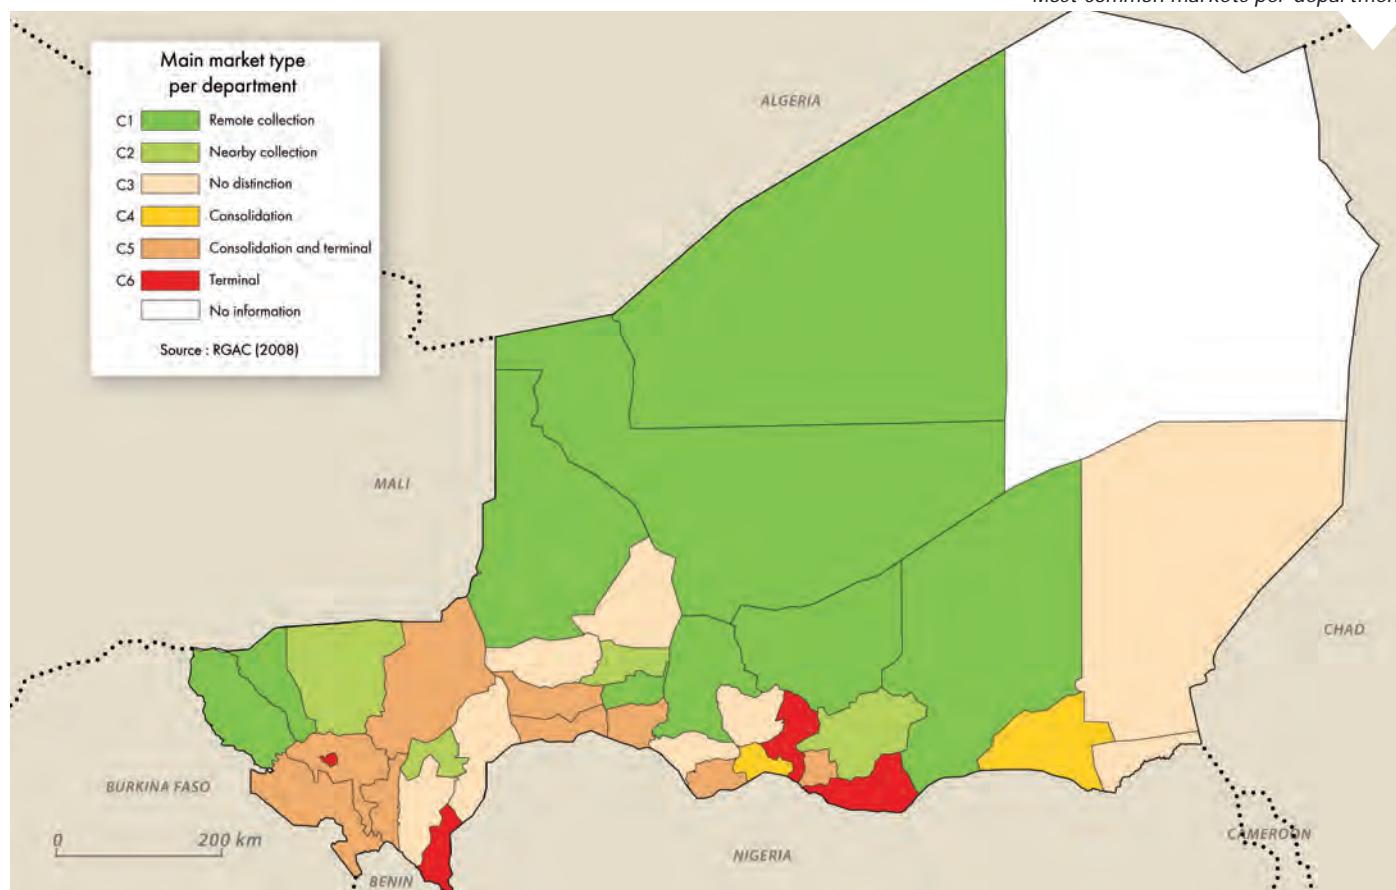 Most common markets per departmen
Main market type
per department
C1 Remote collection
C2 Nearby collection
C3 No distinction
C4 Consolidation
C5 Consolidation and terminal
C6 Terminal
No information
Source : RGAC (2008)
ALGERIA
MALI
CHAD
BURKINA FASO
0 200 km
CAMEROON
NIGERIA
BENIN